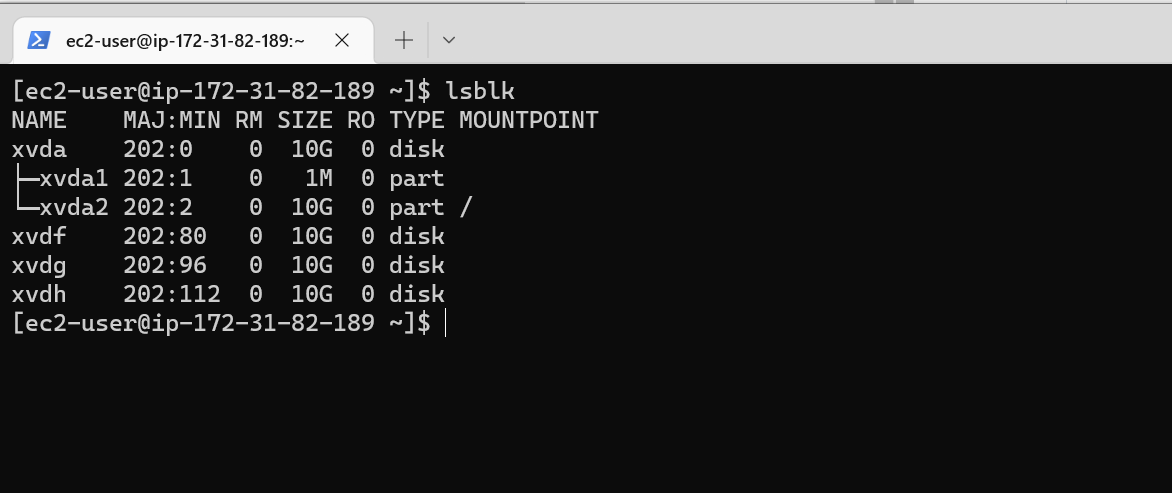 ec2-user@ip-172-31-82-189:~
[ec2-user@ip-172-31-82-189 ~]$ lsblk
NAME    MAJ:MIN RM SIZE RO TYPE MOUNTPOINT
xvda    202:0    0  10G  0 disk
├─xvda1 202:1    0   1M  0 part
└─xvda2 202:2    0  10G  0 part /
xvdf    202:80   0  10G  0 disk
xvdg    202:96   0  10G  0 disk
xvdh    202:112  0  10G  0 disk
[ec2-user@ip-172-31-82-189 ~]$